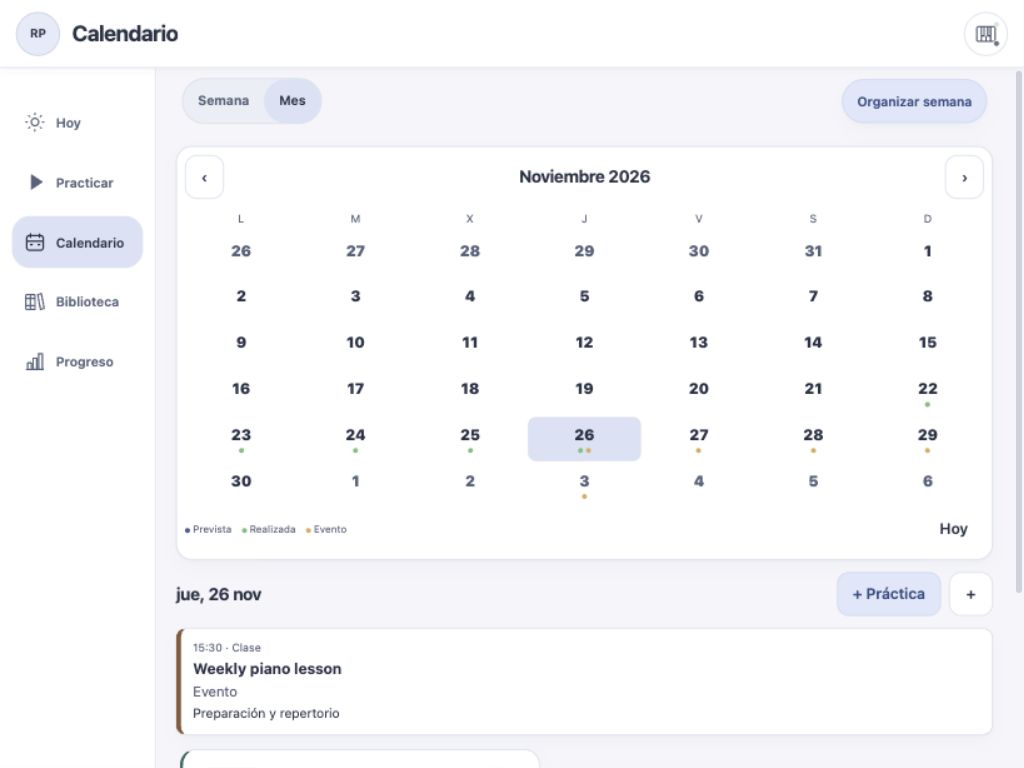 RP Calendario
Hoy
Practicar
Calendario
Biblioteca
Progreso
Semana Mes Organizar semana
‹ Noviembre 2026 ›
L M X J V S D
26 27 28 29 30 31 1
2 3 4 5 6 7 8
9 10 11 12 13 14 15
16 17 18 19 20 21 22
23 24 25 26 27 28 29
30 1 2 3 4 5 6
Prevista Realizada Evento Hoy
jue, 26 nov + Práctica +
15:30 · Clase
Weekly piano lesson
Evento
Preparación y repertorio